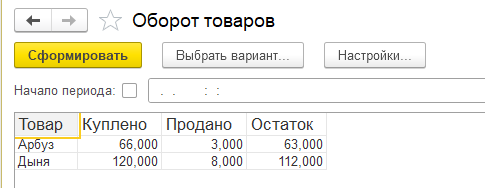 Оборот товаров
Сформировать Выбрать вариант... Настройки...
Начало периода: . . : :
Товар Куплено Продано Остаток
Арбуз 66,000 3,000 63,000
Дыня 120,000 8,000 112,000